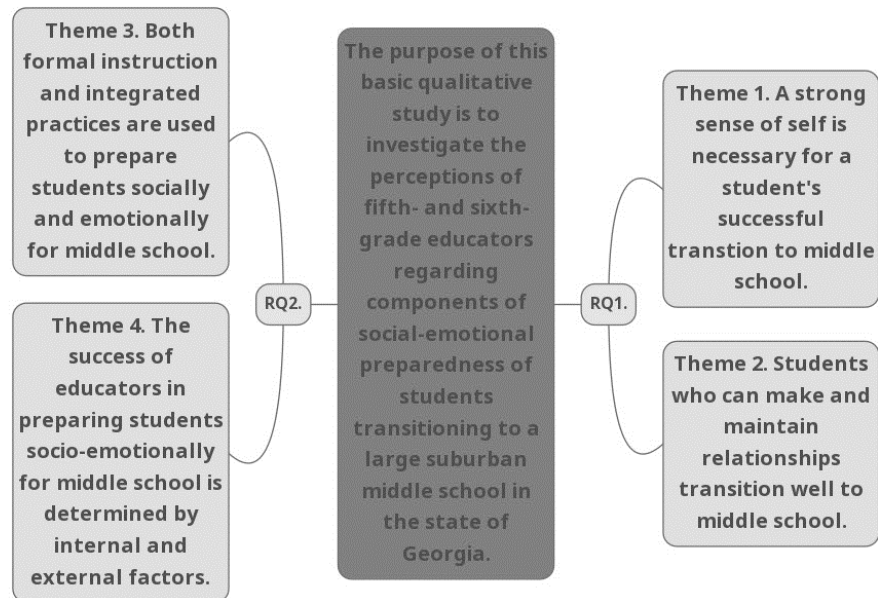 Theme 3. Both
formal instruction
and integrated
practices are used
to prepare
students socially
and emotionally
for middle school.
Theme 4. The
success of
educators in
preparing students
socio-emotionally
for middle school is
determined by
internal and
external factors.
RQ2.
The purpose of this
basic qualitative
study is to
investigate the
perceptions of
fifth- and sixth-
grade educators
regarding
components of
social-emotional
preparedness of
students
transitioning to a
large suburban
middle school in
the state of
Georgia.
RQ1.
Theme 1. A strong
sense of self is
necessary for a
student's
successful
transtion to middle
school.
Theme 2. Students
who can make and
maintain
relationships
transition well to
middle school.